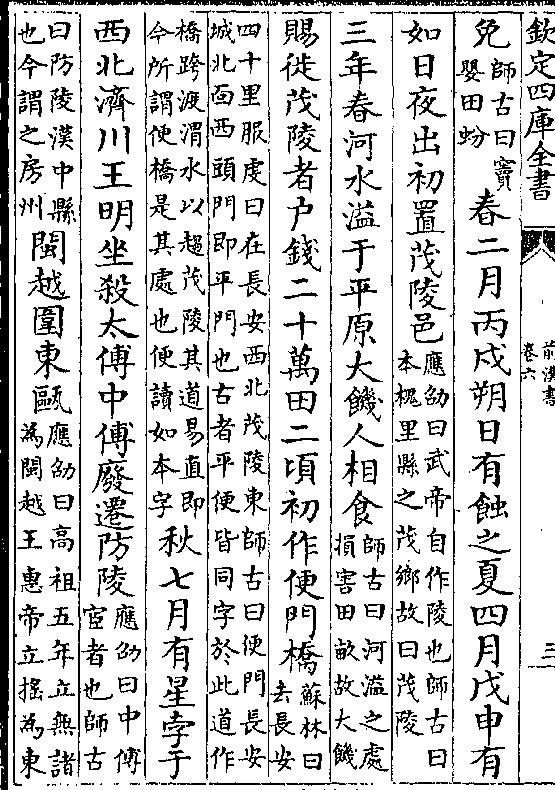 欽定四庫全書
前漢書
卷六
三
免師古曰竇嬰田蚡春二月丙戌朔日有蝕之夏四月戊申有
如日夜出初置茂陵邑應劭曰武帝自作陵也師古曰本槐里縣之茂鄉故曰茂陵
三年春河水溢于平原大饑人相食師古曰河溢之處損害田畝故大饑
賜徙茂陵者户錢二十萬田二頃初作便門橋蘇林曰去長安
四十里服虔曰在長安西北茂陵東師古曰便門長安城北面西頭門即平門也古者平便皆同字於此道作
橋跨渡渭水以趨茂陵其道易直即今所謂便橋是其處也便讀如本字秋七月有星孛于
西北濟川王明坐殺太傅中傅廢遷防陵應劭曰中傅宦者也師古
曰防陵漢中縣也今謂之房州閩越圍東甌應劭曰高祖五年立無諸為閩越王惠帝立揺為東